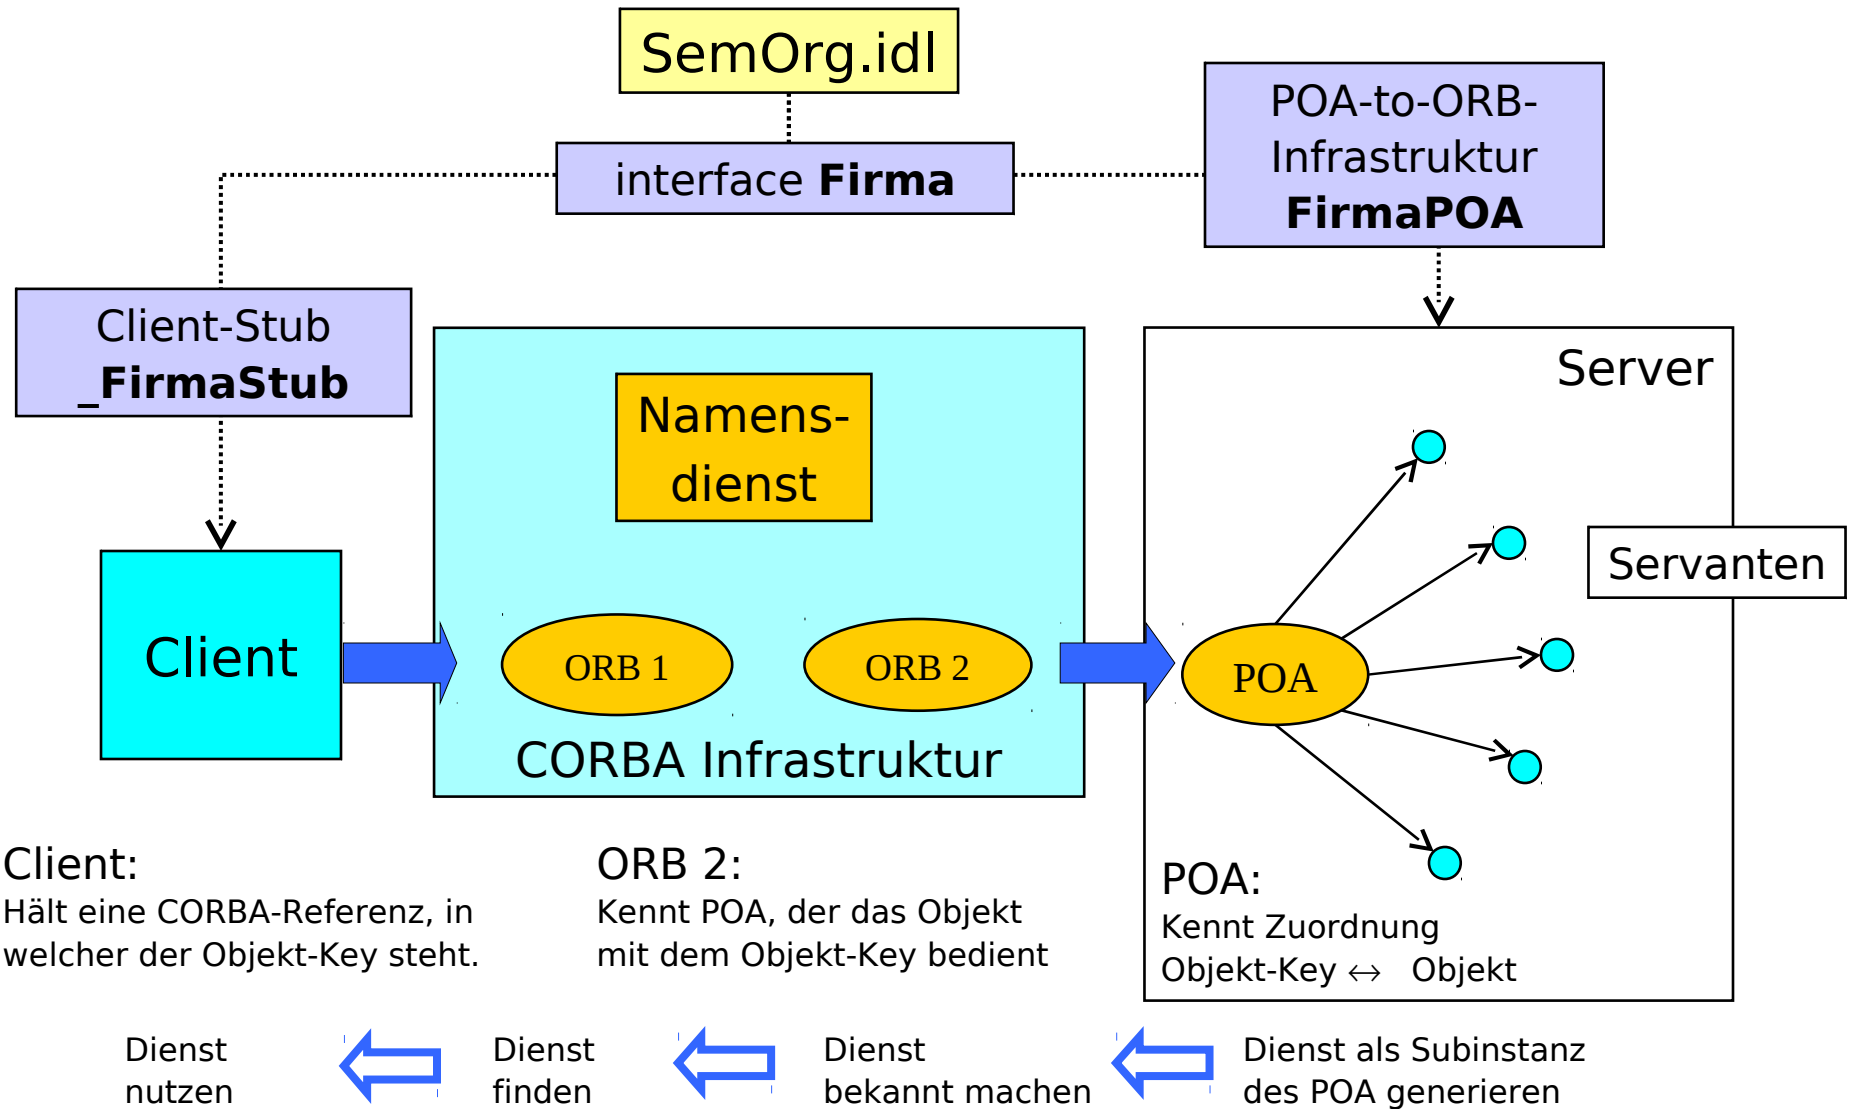 SemOrg.idl
interface Firma
POA-to-ORB-
Infrastruktur
FirmaPOA
Client-Stub
_FirmaStub
Server
Namens-
dienst
Servanten
Client
ORB 1
ORB 2
POA
CORBA Infrastruktur
Client:
Hält eine CORBA-Referenz, in
welcher der Objekt-Key steht.
ORB 2:
Kennt POA, der das Objekt
mit dem Objekt-Key bedient
POA:
Kennt Zuordnung
Objekt-Key ↔ Objekt
Dienst
nutzen
Dienst
finden
Dienst
bekannt machen
Dienst als Subinstanz
des POA generieren